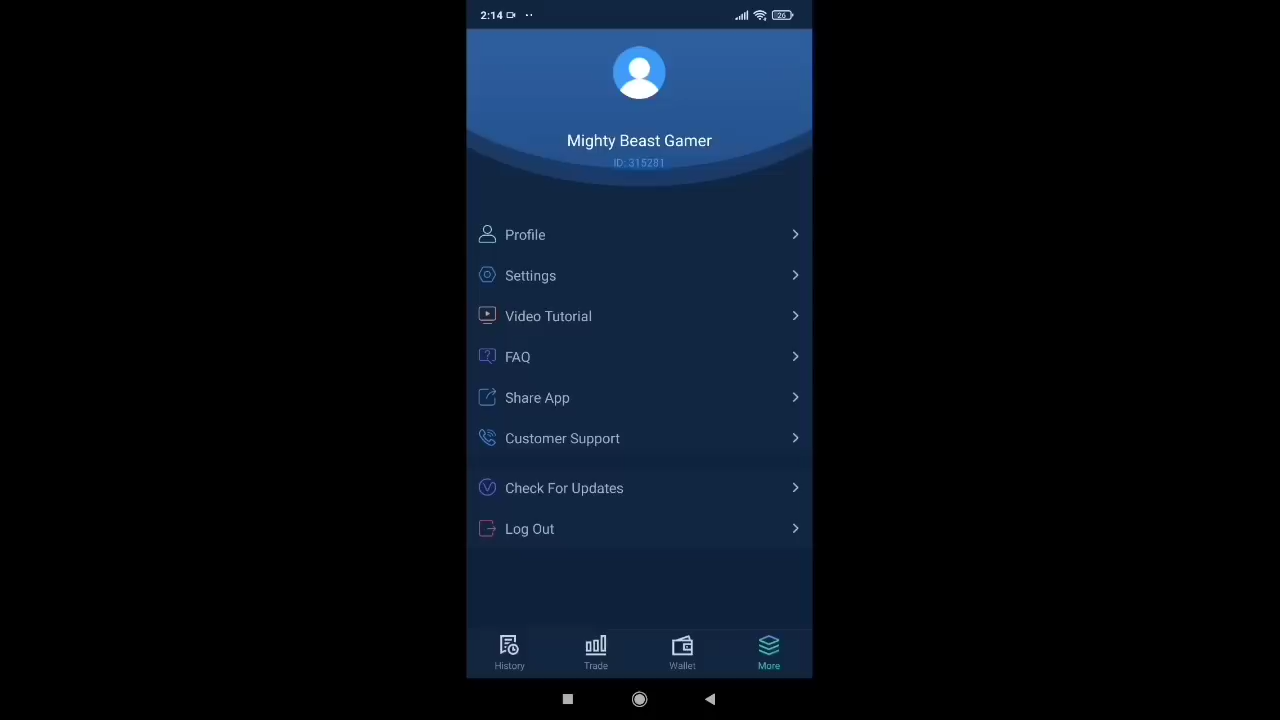 2:14
26
Mighty Beast Gamer
ID: 315281
Profile
Settings
Video Tutorial
FAQ
Share App
Customer Support
Check For Updates
Log Out
History
Trade
Wallet
More